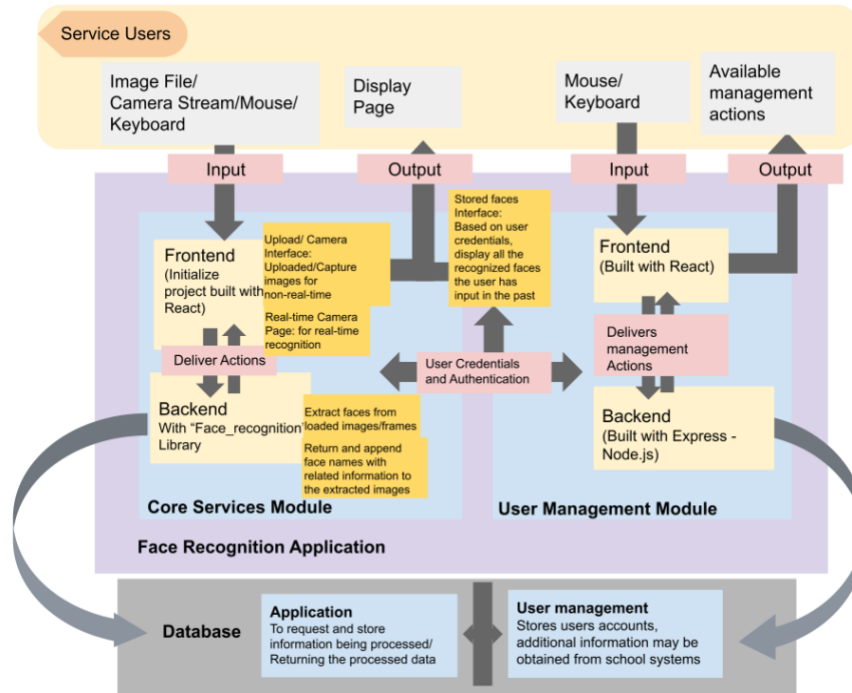 Service Users
Image File/
Camera Stream/Mouse/
Keyboard
Display
Page
Mouse/
Keyboard
Available
management
actions
Input
Output
Input
Output
Frontend
(Initialize
project built with
React)
Upload/ Camera
Interface:
Uploaded/Capture
images for
non-real-time
Real-time Camera
Page: for real-time
recognition
Stored faces
Interface:
Based on user
credentials,
display all the
recognized faces
the user has
input in the past
Frontend
(Built with React)
Deliver Actions
User Credentials
and Authentication
Delivers
management
Actions
Backend
With “Face_recognition”
Library
Extract faces from
loaded images/frames
Return and append
face names with
related information to
the extracted images
Backend
(Built with Express -
Node.js)
Core Services Module
User Management Module
Face Recognition Application
Database
Application
To request and store
information being processed/
Returning the processed data
User management
Stores users accounts,
additional information may be
obtained from school systems